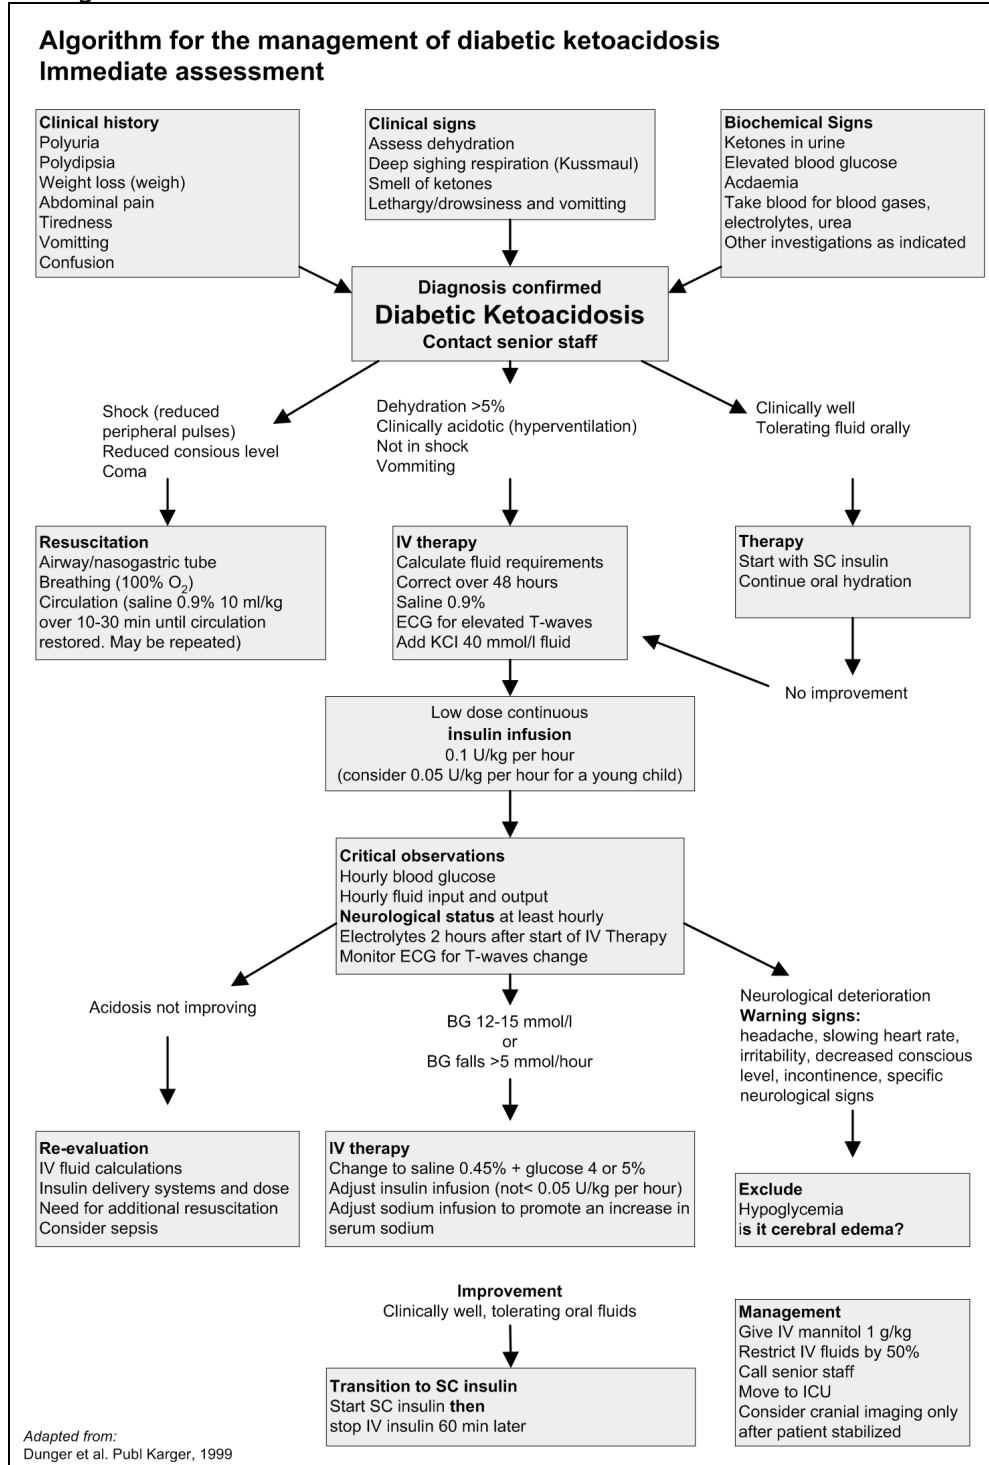 Algorithm for the management of diabetic ketoacidosis
Immediate assessment
Clinical history
Polyuria
Polydipsia
Weight loss (weigh)
Abdominal pain
Tiredness
Vomitting
Confusion
Clinical signs
Assess dehydration
Deep sighing respiration (Kussmaul)
Smell of ketones
Lethargy/drowsiness and vomitting
Biochemical Signs
Ketones in urine
Elevated blood glucose
Acdaemia
Take blood for blood gases,
electrolytes, urea
Other investigations as indicated
Diagnosis confirmed
Diabetic Ketoacidosis
Contact senior staff
Shock (reduced
peripheral pulses)
Reduced consious level
Coma
Dehydration >5%
Clinically acidotic (hyperventilation)
Not in shock
Vommiting
Clinically well
Tolerating fluid orally
Resuscitation
Airway/nasogastric tube
Breathing (100% O2)
Circulation (saline 0.9% 10 ml/kg
over 10-30 min until circulation
restored. May be repeated)
IV therapy
Calculate fluid requirements
Correct over 48 hours
Saline 0.9%
ECG for elevated T-waves
Add KCI 40 mmol/l fluid
Therapy
Start with SC insulin
Continue oral hydration
No improvement
Low dose continuous
insulin infusion
0.1 U/kg per hour
(consider 0.05 U/kg per hour for a young child)
Critical observations
Hourly blood glucose
Hourly fluid input and output
Neurological status at least hourly
Electrolytes 2 hours after start of IV Therapy
Monitor ECG for T-waves change
Acidosis not improving
BG 12-15 mmol/l
or
BG falls >5 mmol/hour
Neurological deterioration
Warning signs:
headache, slowing heart rate,
irritability, decreased conscious
level, incontinence, specific
neurological signs
Re-evaluation
IV fluid calculations
Insulin delivery systems and dose
Need for additional resuscitation
Consider sepsis
IV therapy
Change to saline 0.45% + glucose 4 or 5%
Adjust insulin infusion (not< 0.05 U/kg per hour)
Adjust sodium infusion to promote an increase in
serum sodium
Exclude
Hypoglycemia
is it cerebral edema?
Improvement
Clinically well, tolerating oral fluids
Transition to SC insulin
Start SC insulin then
stop IV insulin 60 min later
Management
Give IV mannitol 1 g/kg
Restrict IV fluids by 50%
Call senior staff
Move to ICU
Consider cranial imaging only
after patient stabilized
Adapted from:
Dunger et al. Publ Karger, 1999